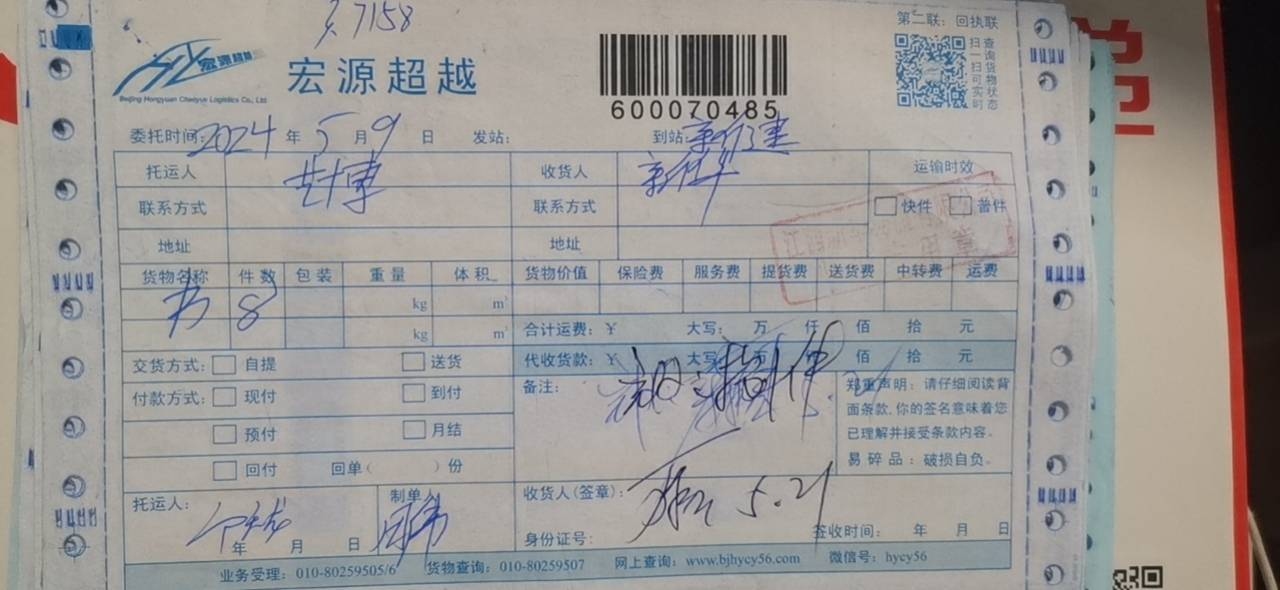 7158
第二联：回执联
扫一扫 查询货物实时状态
宏源超越
Beijing Hongyuan Chaoyue Logistics Co., Ltd
宏源超越
600070485
委托时间：2024 年 5 月 9 日 发站： 到站：
托运人 收货人 运输时效
联系方式 联系方式 快件 普件
地址 地址
货物名称 件数 包装 重量 体积 货物价值 保险费 服务费 提货费 送货费 中转费 运费
书 8 kg m³
kg m³ 合计运费：¥ 大写： 万 仟 佰 拾 元
交货方式： 自提 送货 代收货款：¥ 大写： 万 仟 佰 拾 元
付款方式： 现付 到付 备注： 郑重声明：请仔细阅读背
面条款,你的签名意味着您
预付 月结 已理解并接受条款内容。
回付 回单( )份 易碎品：破损自负。
托运人： 制单人 收货人(签章)： 5.21
年 月 日 身份证号： 签收时间： 年 月 日
业务受理：010-80259505/6 货物查询：010-80259507 网上查询：www.bjhycy56.com 微信号：hycy56